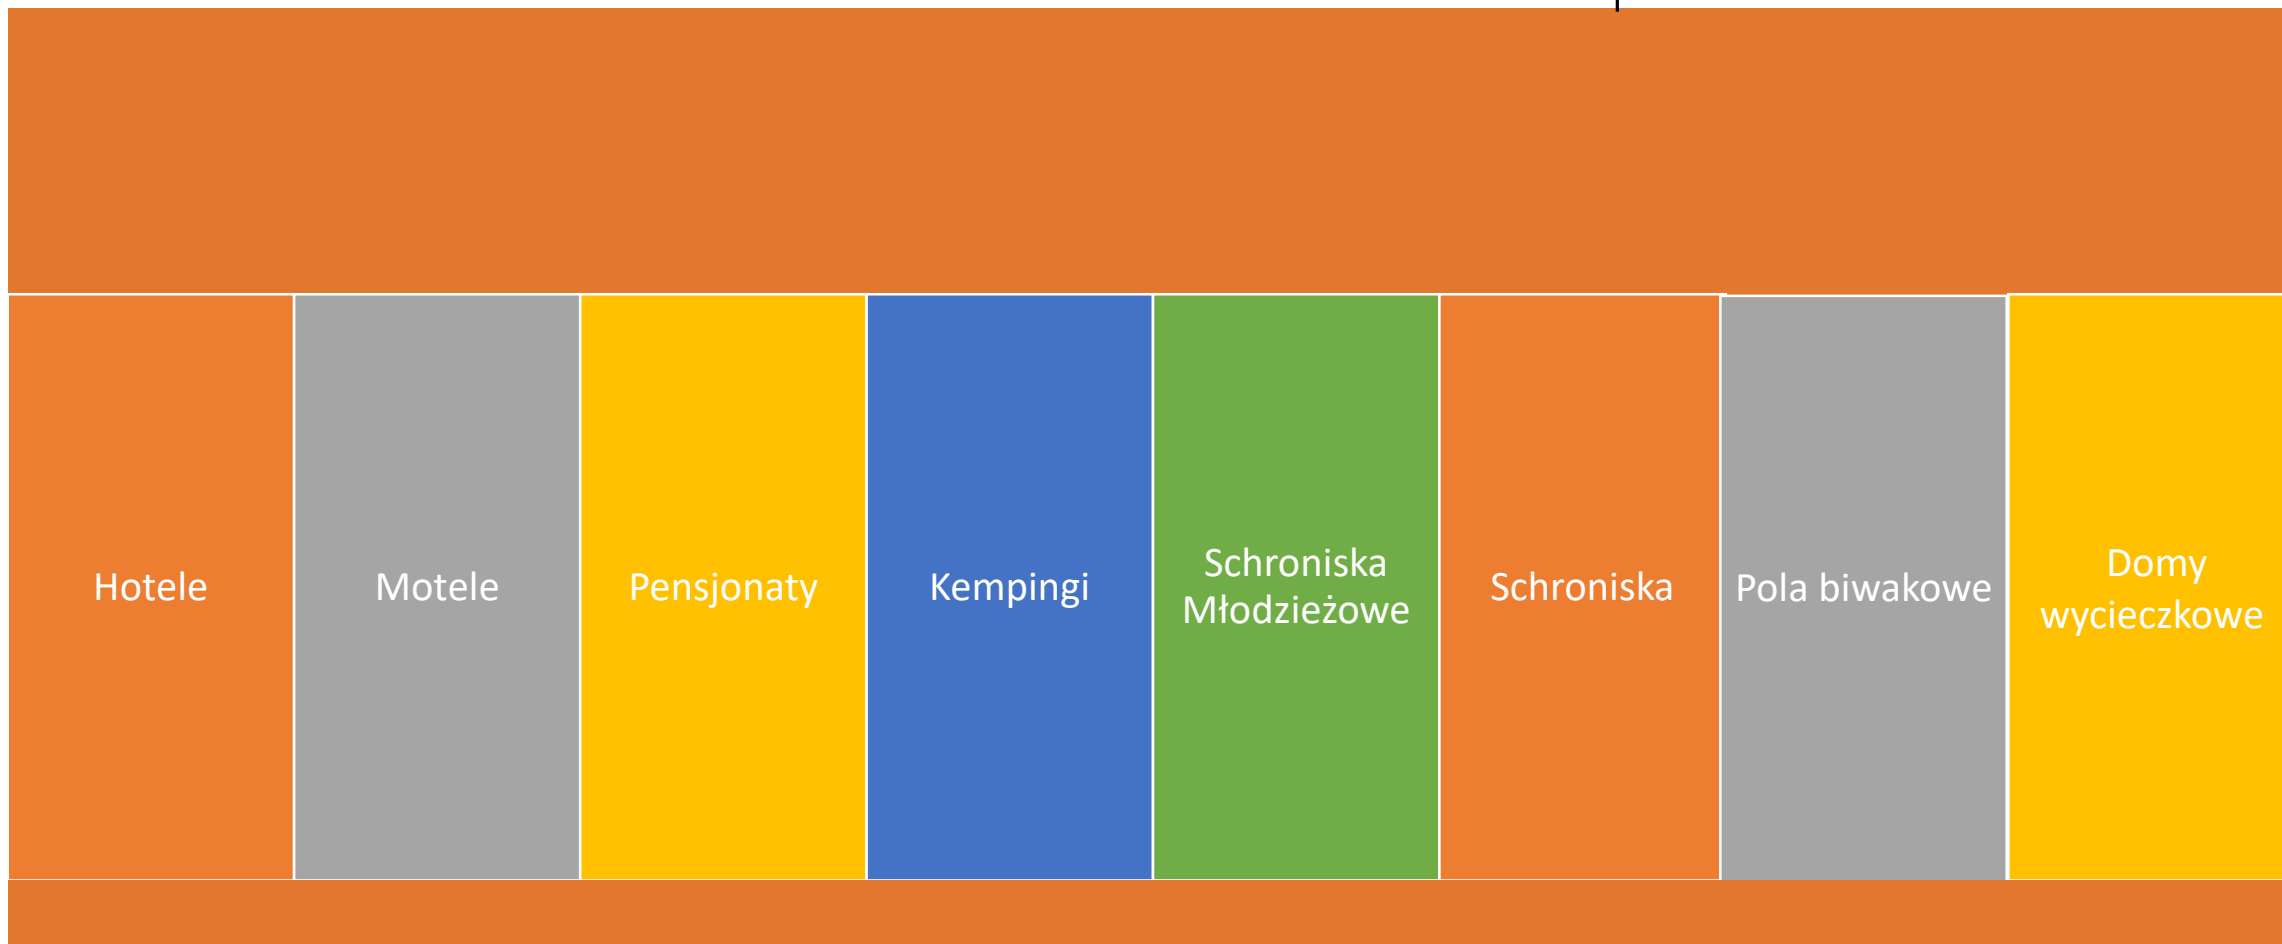 Hotele
Motele
Pensjonaty
Kempingi
Schroniska
Młodzieżowe
Schroniska
Pola biwakowe
Domy
wycieczkowe